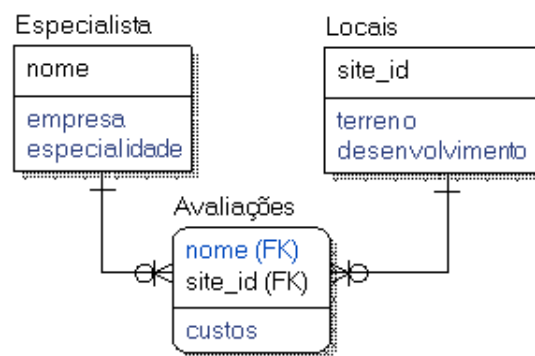 Especialista
nome
empresa
especialidade
Locais
site_id
terreno
desenvolvimento
Avaliações
nome (FK)
site_id (FK)
custos